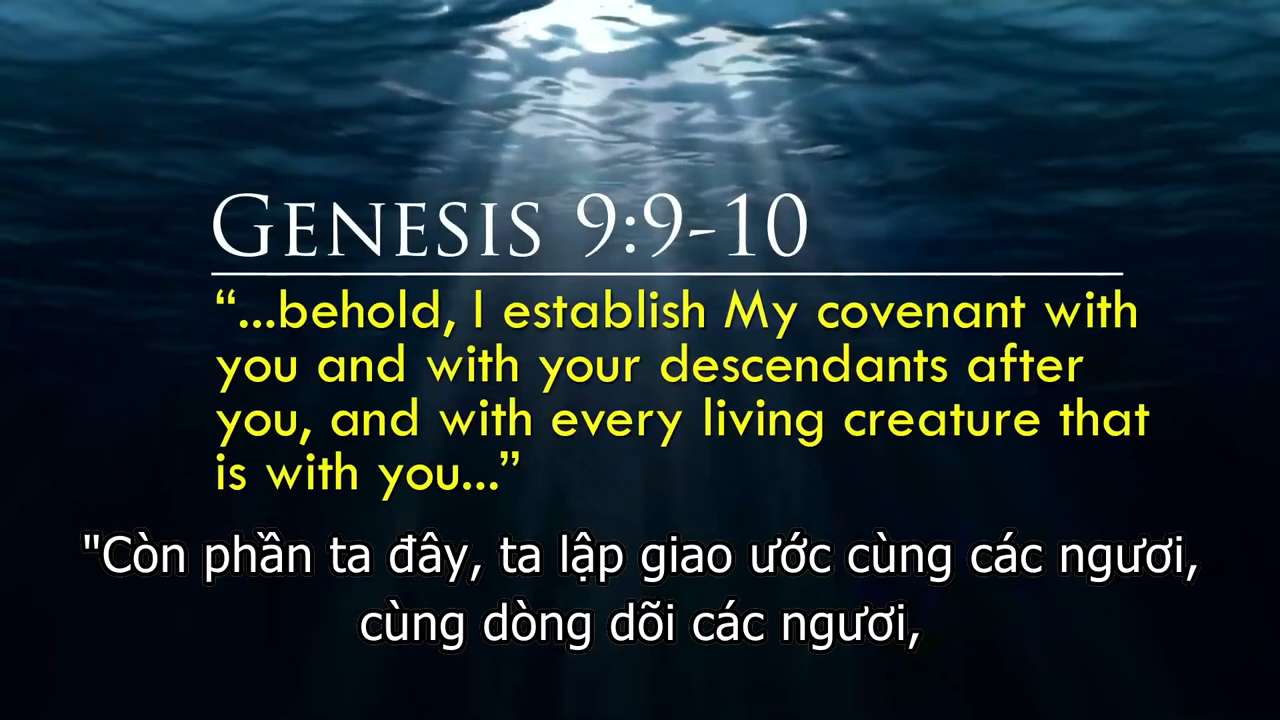 GENESIS 9:9-10
“...behold, I establish My covenant with
you and with your descendants after
you, and with every living creature that
is with you...”
"Còn phần ta đây, ta lập giao ước cùng các ngươi,
cùng dòng dõi các ngươi,